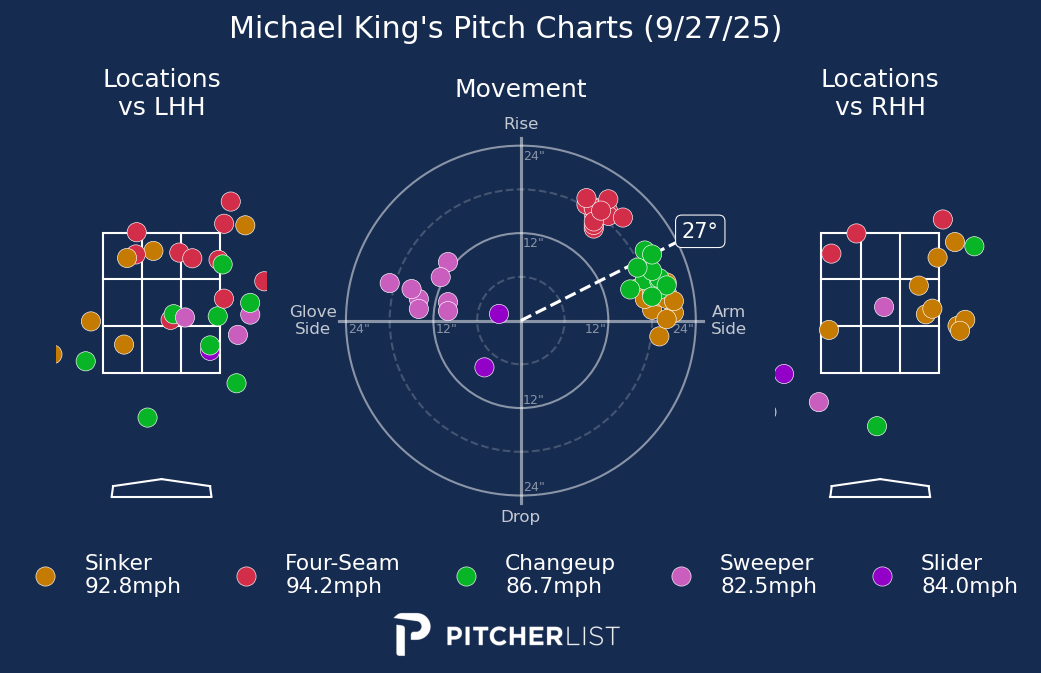 Michael King's Pitch Charts (9/27/25)
Locations
vs LHH
Movement
Locations
vs RHH
Rise
24"
12"
27°
Glove
Side
24"
12"
12"
24"
Arm
Side
12"
24"
Drop
Sinker
92.8mph
Four-Seam
94.2mph
Changeup
86.7mph
Sweeper
82.5mph
Slider
84.0mph
PITCHERLIST